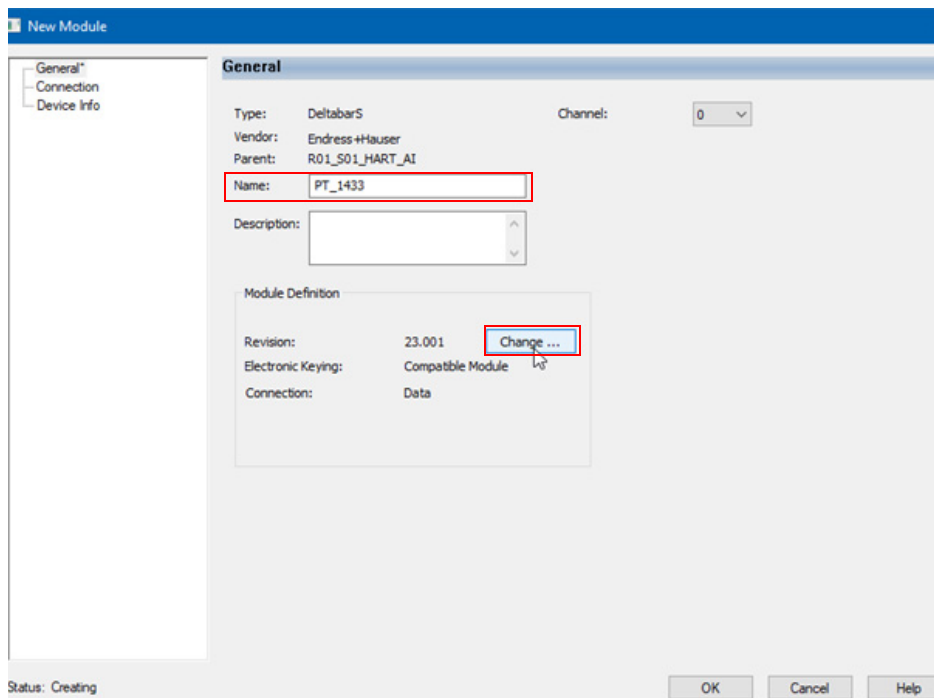 New Module
General*
Connection
Device Info
General
Type: DeltabarS Channel: 0
Vendor: Endress+Hauser
Parent: R01_S01_HART_AI
Name: PT_1433
Description:
Module Definition
Revision: 23.001 Change ...
Electronic Keying: Compatible Module
Connection: Data
Status: Creating OK Cancel Help